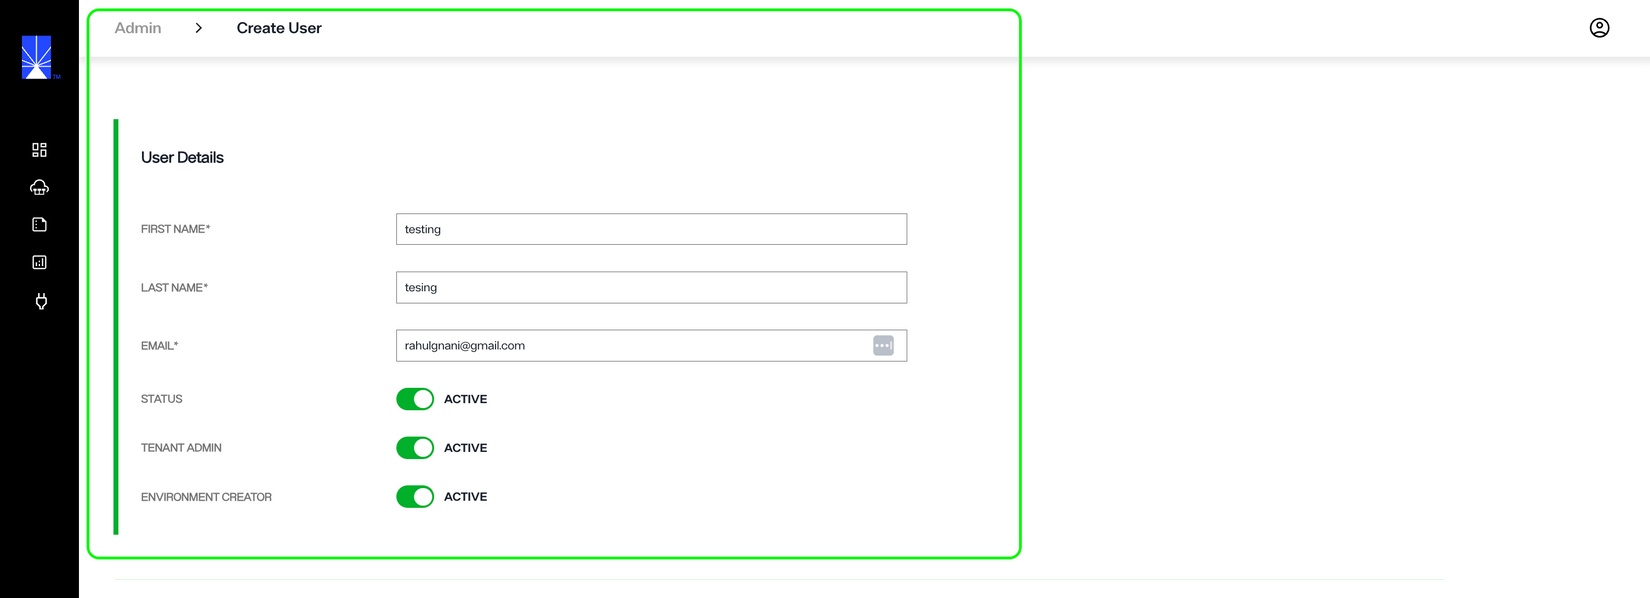 Admin > Create User
TM
User Details
FIRST NAME* testing
LAST NAME* tesing
EMAIL* rahulgnani@gmail.com
STATUS ACTIVE
TENANT ADMIN ACTIVE
ENVIRONMENT CREATOR ACTIVE